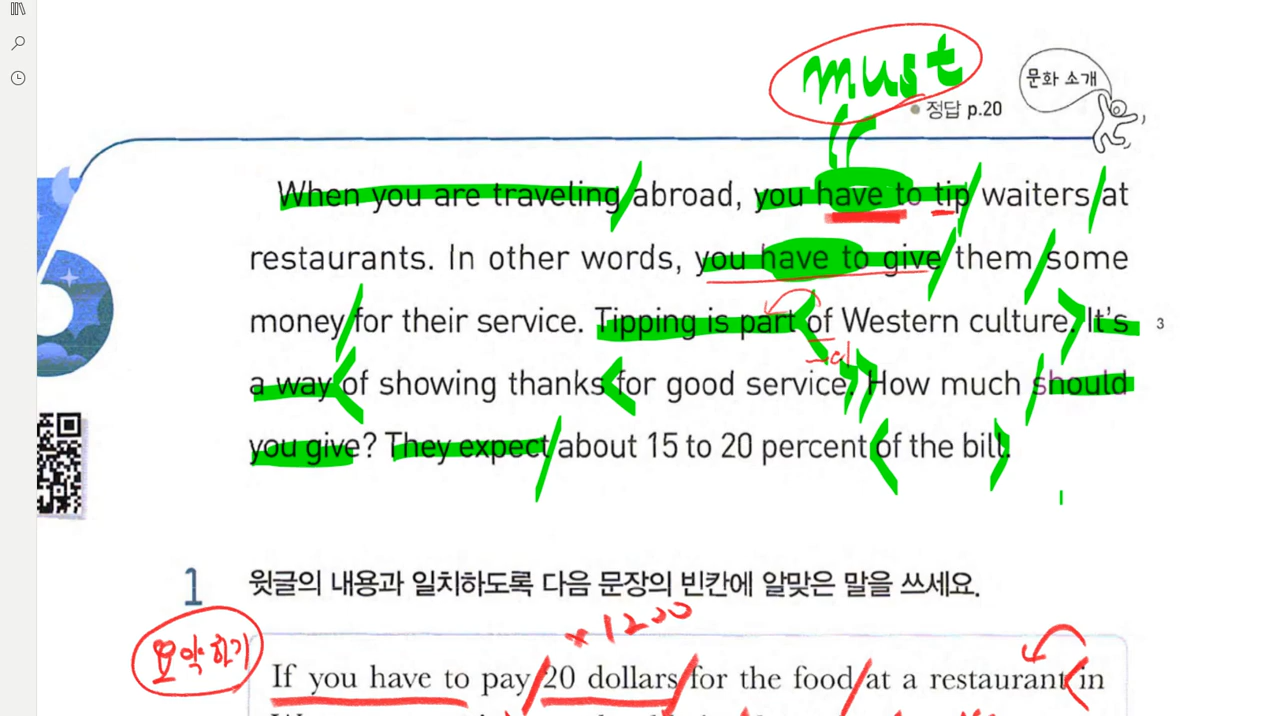 must
문화 소개
정답 p.20
When you are traveling abroad, you have to tip waiters at
restaurants. In other words, you have to give them some
money for their service. Tipping is part of Western culture. It's
3
a way of showing thanks for good service. How much should
you give? They expect about 15 to 20 percent of the bill.
1 윗글의 내용과 일치하도록 다음 문장의 빈칸에 알맞은 말을 쓰세요.
×1200
요약하기
If you have to pay 20 dollars for the food at a restaurant in